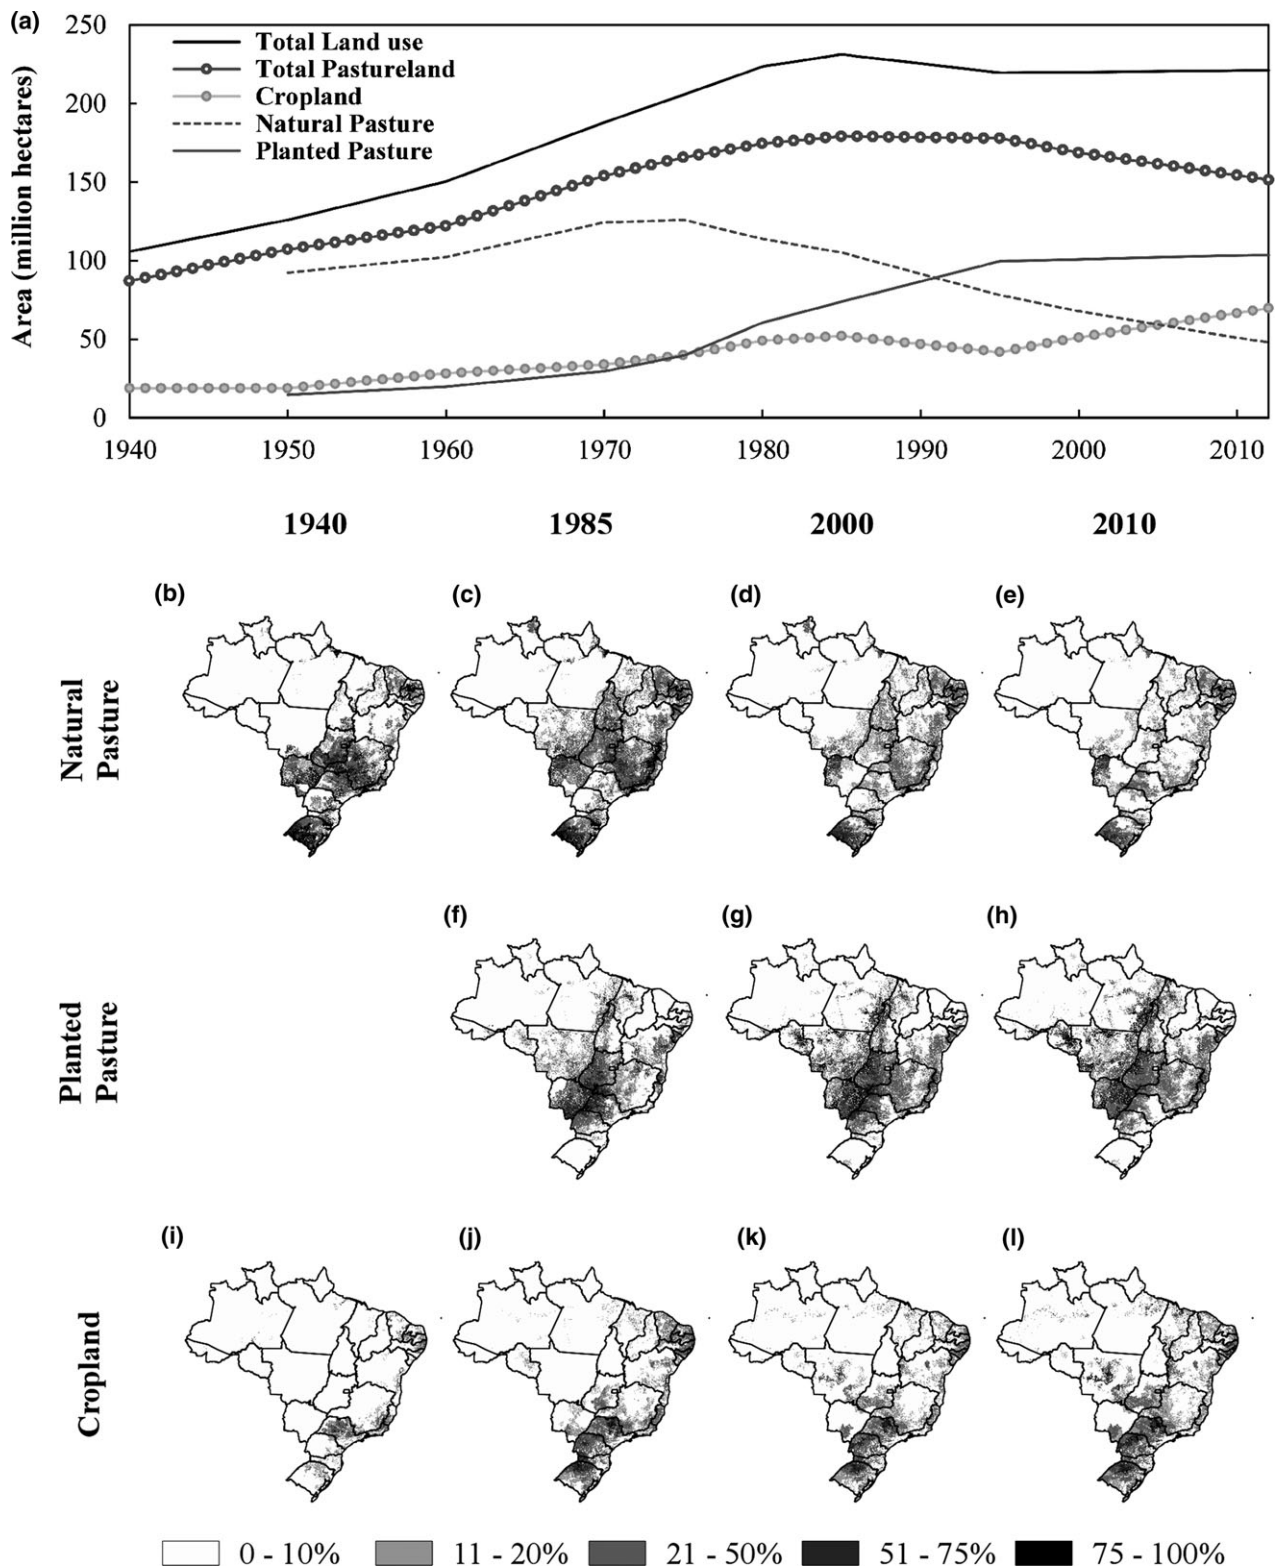 (a)
250
200
150
100
50
0
Area (million hectares)
Total Land use
Total Pastureland
Cropland
Natural Pasture
Planted Pasture
1940 1950 1960 1970 1980 1990 2000 2010
1940 1985 2000 2010
Natural
Pasture
(b) (c) (d) (e)
Planted
Pasture
(f) (g) (h)
Cropland
(i) (j) (k) (l)
0 - 10% 11 - 20% 21 - 50% 51 - 75% 75 - 100%